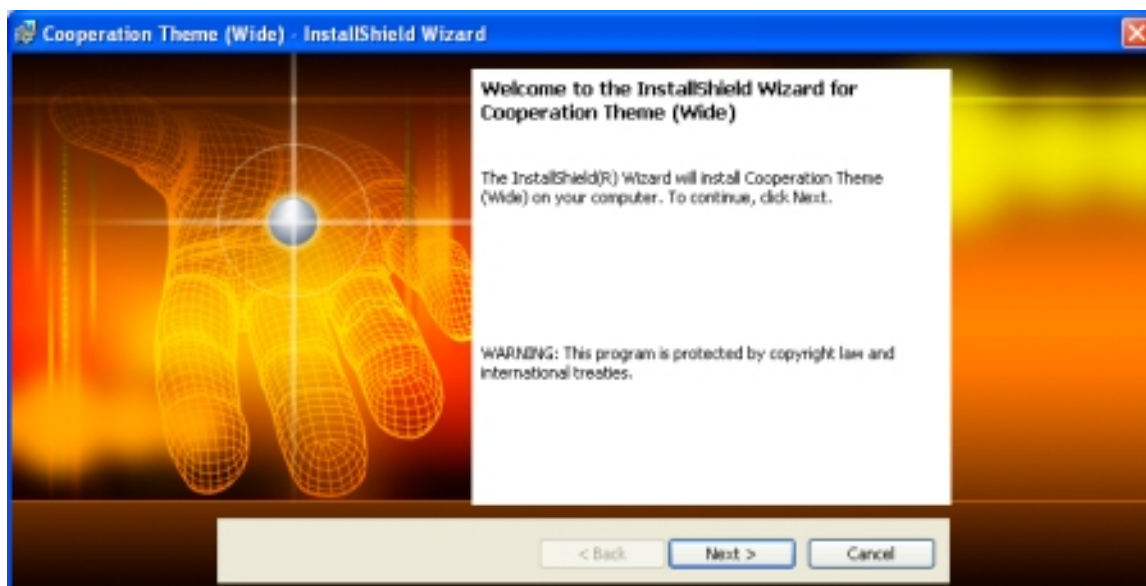 Cooperation Theme (Wide) - InstallShield Wizard
Welcome to the InstallShield Wizard for
Cooperation Theme (Wide)
The InstallShield(R) Wizard will install Cooperation Theme
(Wide) on your computer. To continue, click Next.
WARNING: This program is protected by copyright law and
international treaties.
< Back
Next >
Cancel